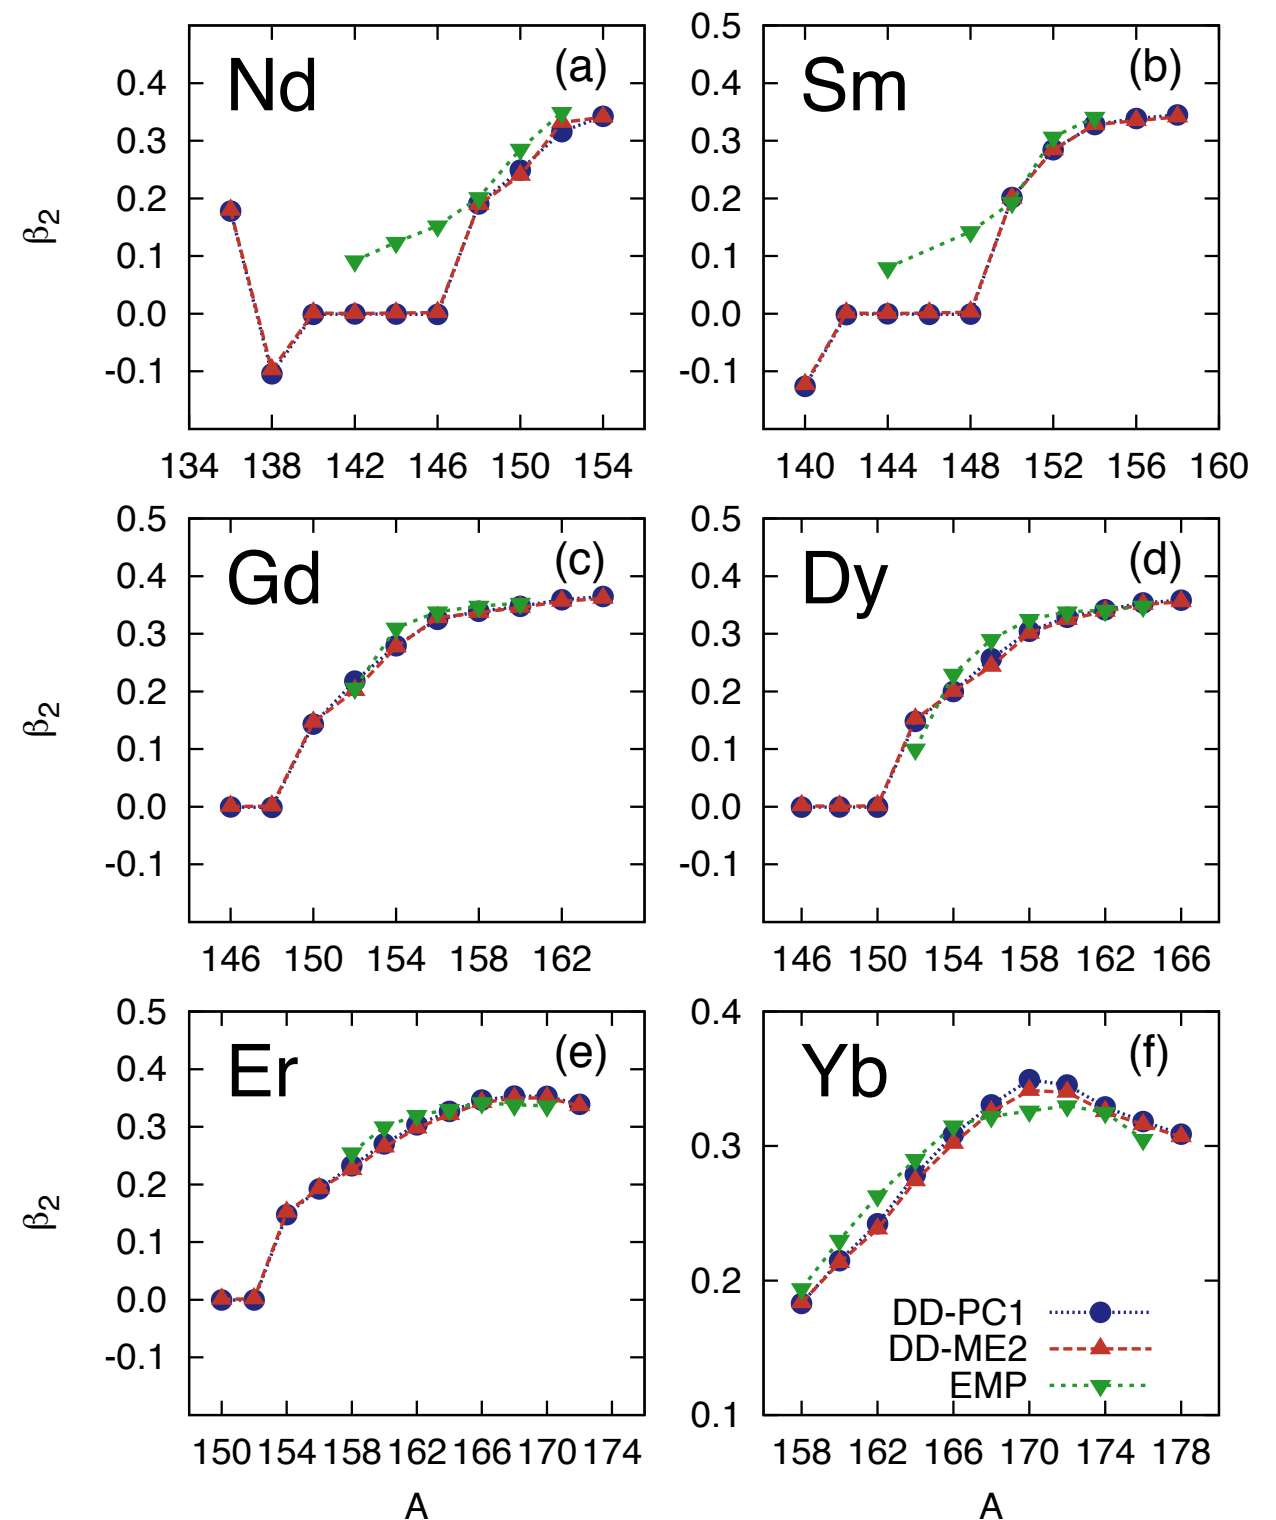 0.5
Nd (a) Sm (b)
0.4 0.4
0.3 0.3
β2 0.2 0.2
0.1 0.1
0.0 0.0
-0.1 -0.1
134 138 142 146 150 154 140 144 148 152 156 160
0.5 0.5
Gd (c) Dy (d)
0.4 0.4
0.3 0.3
β2 0.2 0.2
0.1 0.1
0.0 0.0
-0.1 -0.1
146 150 154 158 162 146 150 154 158 162 166
0.5 0.4
Er (e) Yb (f)
0.4
0.3 0.3
β2 0.2
0.1 0.2
0.0 DD-PC1
-0.1 DD-ME2
EMP
0.1
150 154 158 162 166 170 174 158 162 166 170 174 178
A A